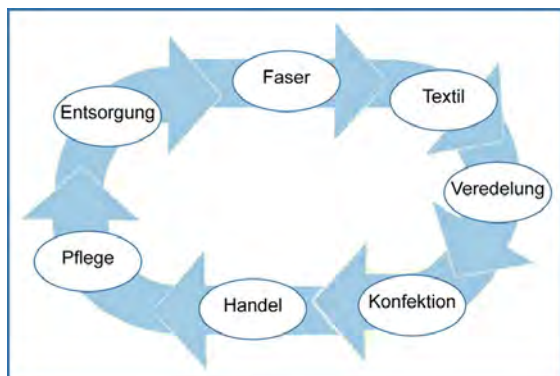 Faser
Textil
Veredelung
Konfektion
Handel
Pflege
Entsorgung